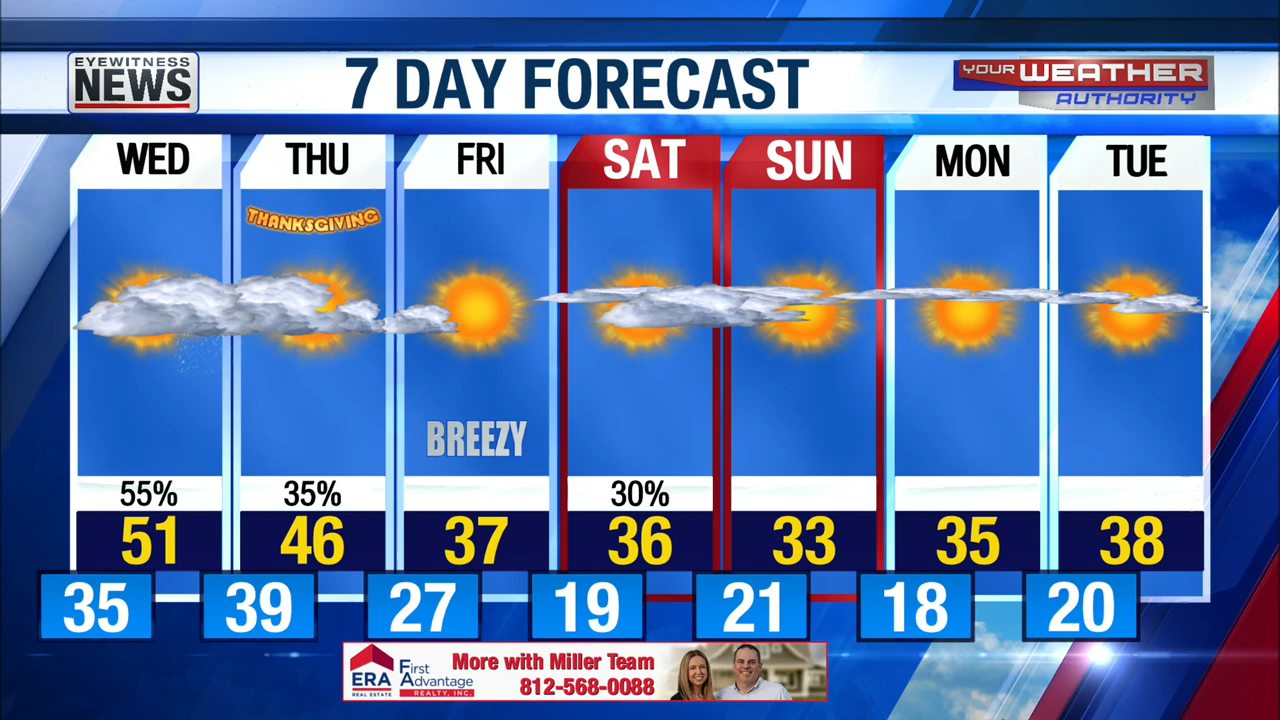 EYEWITNESS
NEWS
7 DAY FORECAST
YOUR WEATHER
AUTHORITY
WED THU FRI SAT SUN MON TUE
THANKSGIVING
BREEZY
55% 35% 30%
51 46 37 36 33 35 38
35 39 27 19 21 18 20
ERA
REAL ESTATE
First
Advantage
REALTY, INC.
More with Miller Team
812-568-0088